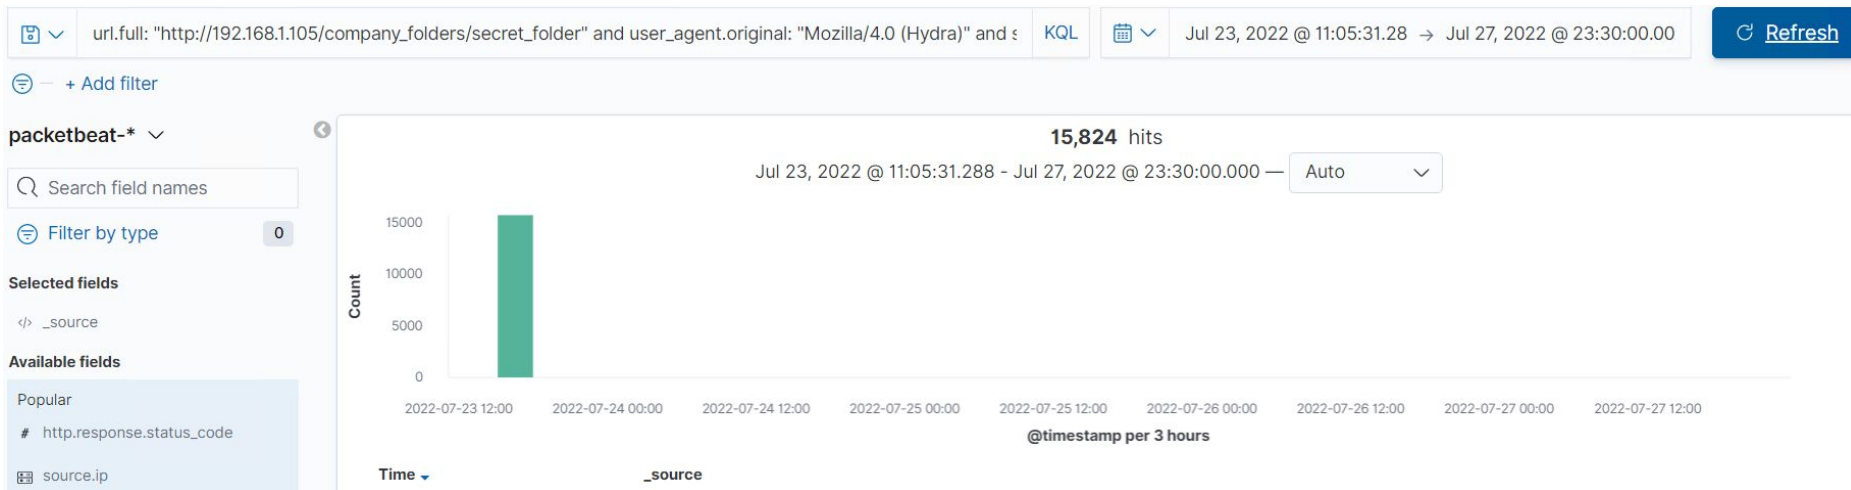 url.full: "http://192.168.1.105/company_folders/secret_folder" and user_agent.original: "Mozilla/4.0 (Hydra)" and s KQL Jul 23, 2022 @ 11:05:31.28 → Jul 27, 2022 @ 23:30:00.00 Refresh
+ Add filter
packetbeat-*
15,824 hits
Jul 23, 2022 @ 11:05:31.288 - Jul 27, 2022 @ 23:30:00.000 — Auto
Search field names
Filter by type 0
Selected fields
</> _source
Available fields
Popular
# http.response.status_code
source.ip
Count
15000
10000
5000
0
2022-07-23 12:00 2022-07-24 00:00 2022-07-24 12:00 2022-07-25 00:00 2022-07-25 12:00 2022-07-26 00:00 2022-07-26 12:00 2022-07-27 00:00 2022-07-27 12:00
@timestamp per 3 hours
Time _source